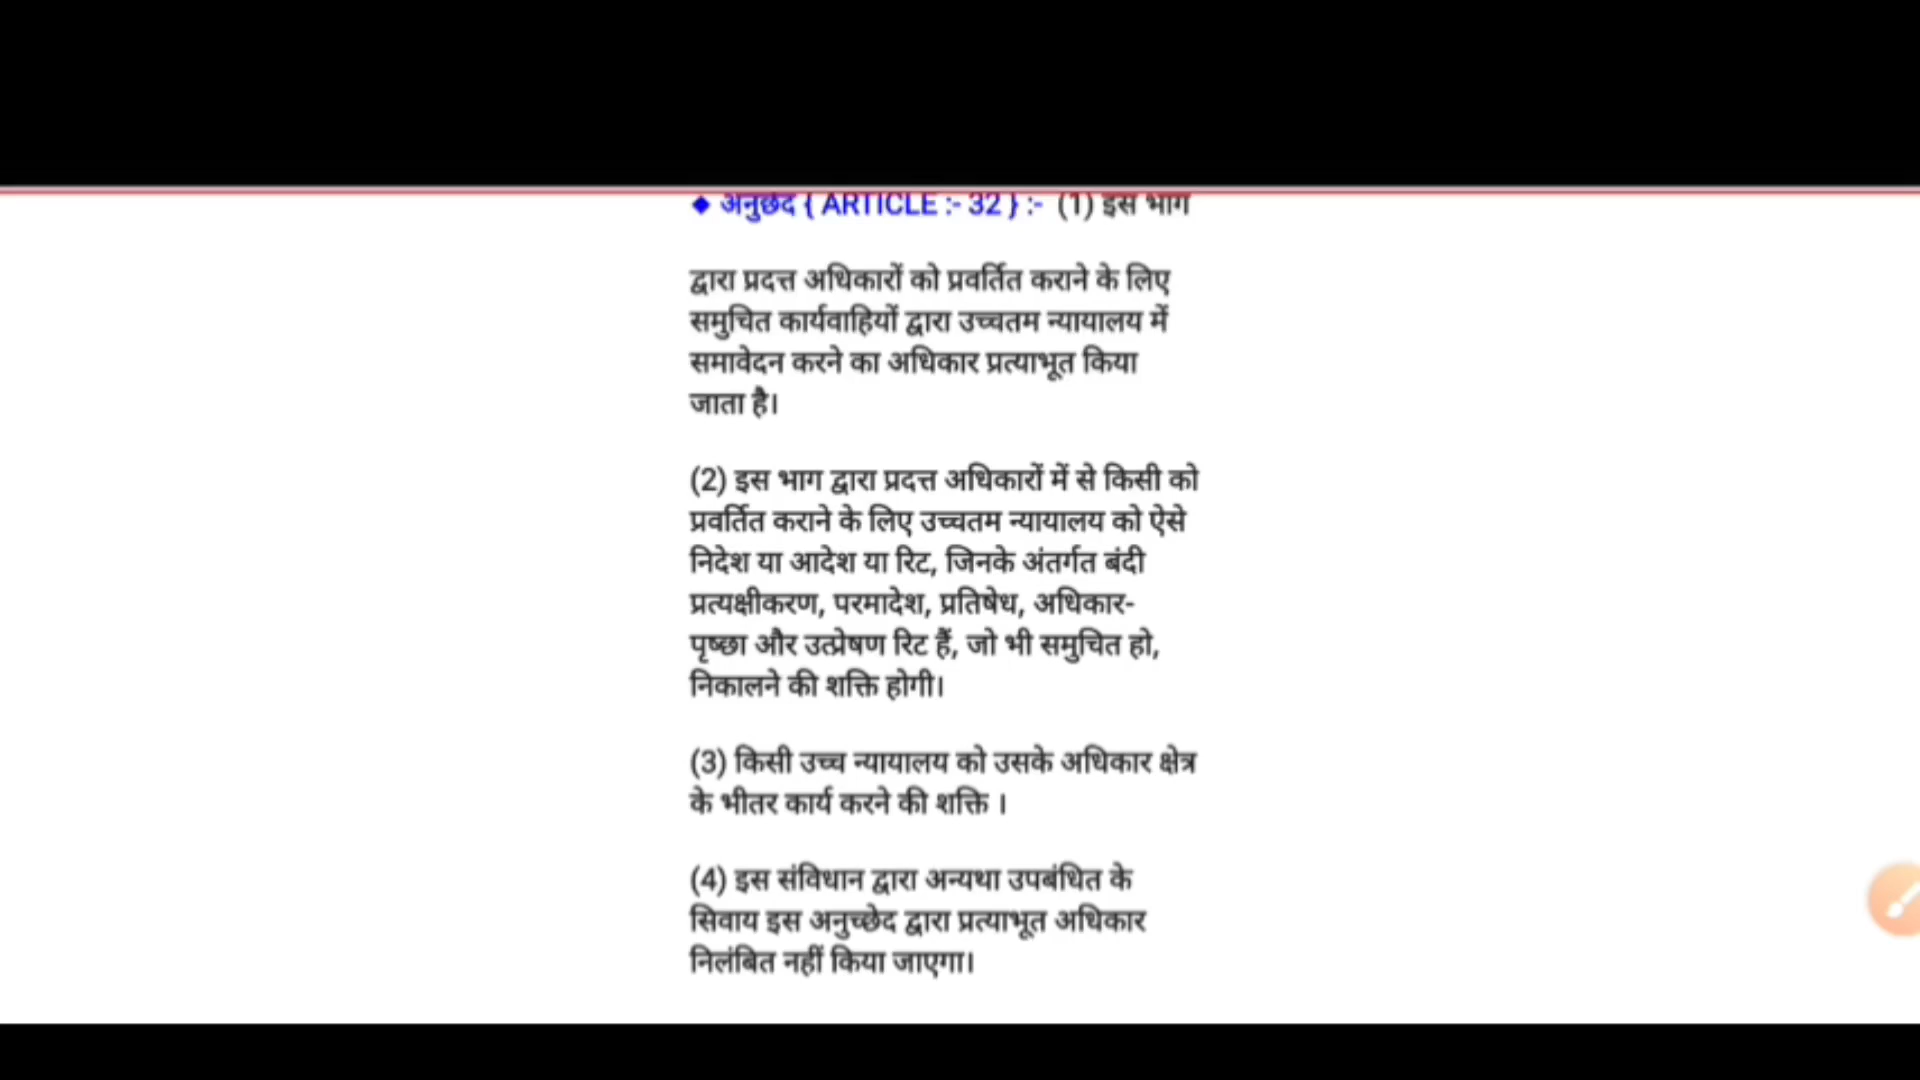 ◆ अनुछेद { ARTICLE :- 32 } :- (1) इस भाग
द्वारा प्रदत्त अधिकारों को प्रवर्तित कराने के लिए
समुचित कार्यवाहियों द्वारा उच्चतम न्यायालय में
समावेदन करने का अधिकार प्रत्याभूत किया
जाता है।
(2) इस भाग द्वारा प्रदत्त अधिकारों में से किसी को
प्रवर्तित कराने के लिए उच्चतम न्यायालय को ऐसे
निदेश या आदेश या रिट, जिनके अंतर्गत बंदी
प्रत्यक्षीकरण, परमादेश, प्रतिषेध, अधिकार-
पृष्छा और उत्प्रेषण रिट हैं, जो भी समुचित हो,
निकालने की शक्ति होगी।
(3) किसी उच्च न्यायालय को उसके अधिकार क्षेत्र
के भीतर कार्य करने की शक्ति ।
(4) इस संविधान द्वारा अन्यथा उपबंधित के
सिवाय इस अनुच्छेद द्वारा प्रत्याभूत अधिकार
निलंबित नहीं किया जाएगा।